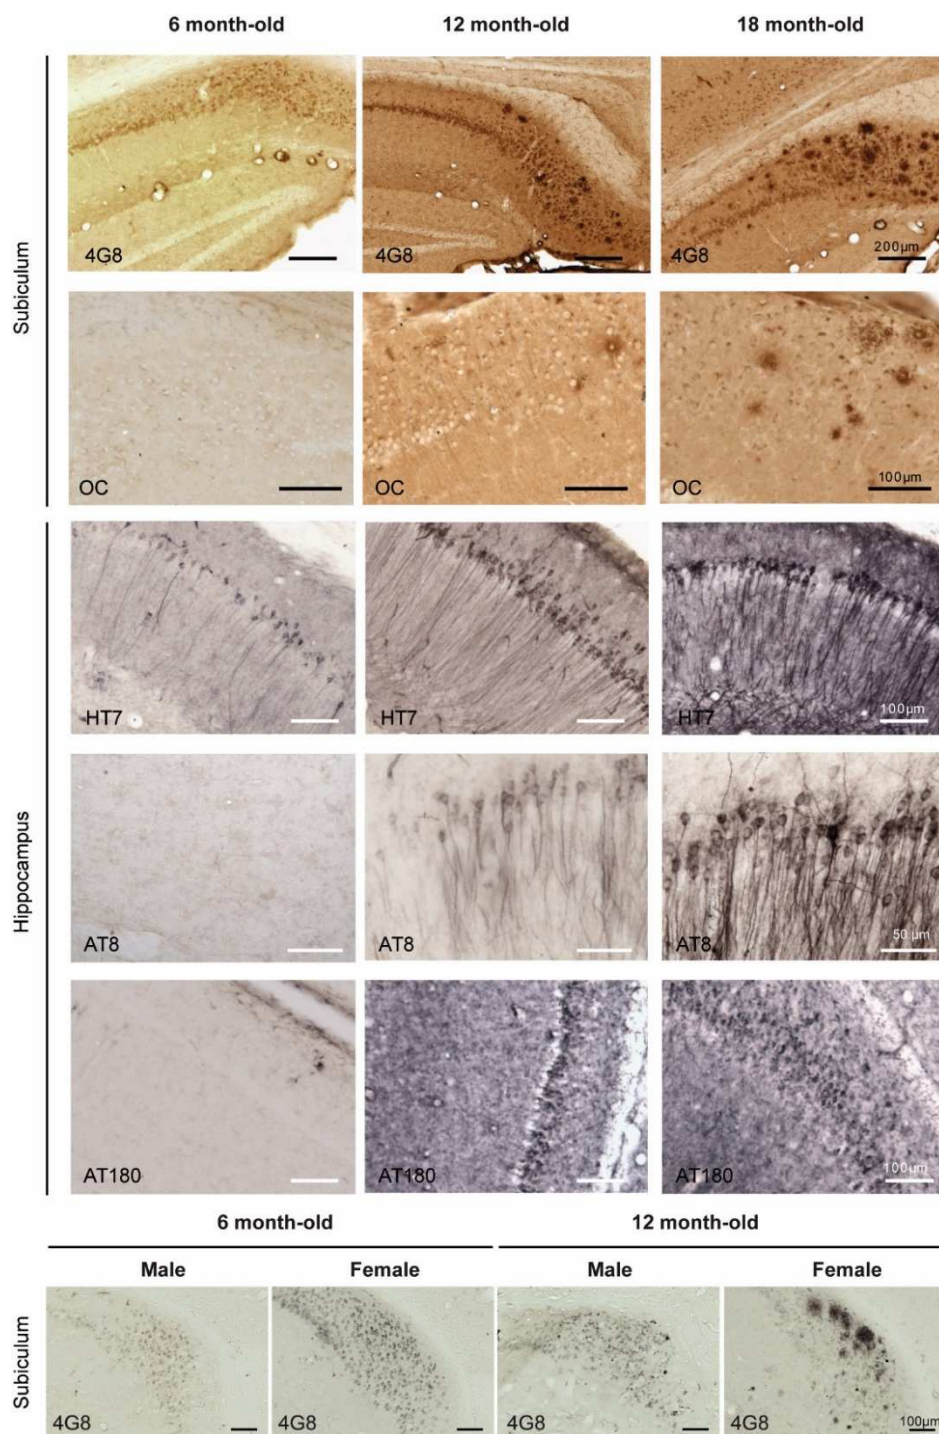 6 month-old 12 month-old 18 month-old
Subiculum
4G8 4G8 200µm 4G8
OC OC 100µm OC
Hippocampus
HT7 HT7 100µm HT7
AT8 AT8 50 µm AT8
AT180 AT180 100µm AT180
6 month-old 12 month-old
Male Female Male Female
Subiculum
4G8 4G8 4G8 4G8 100µm